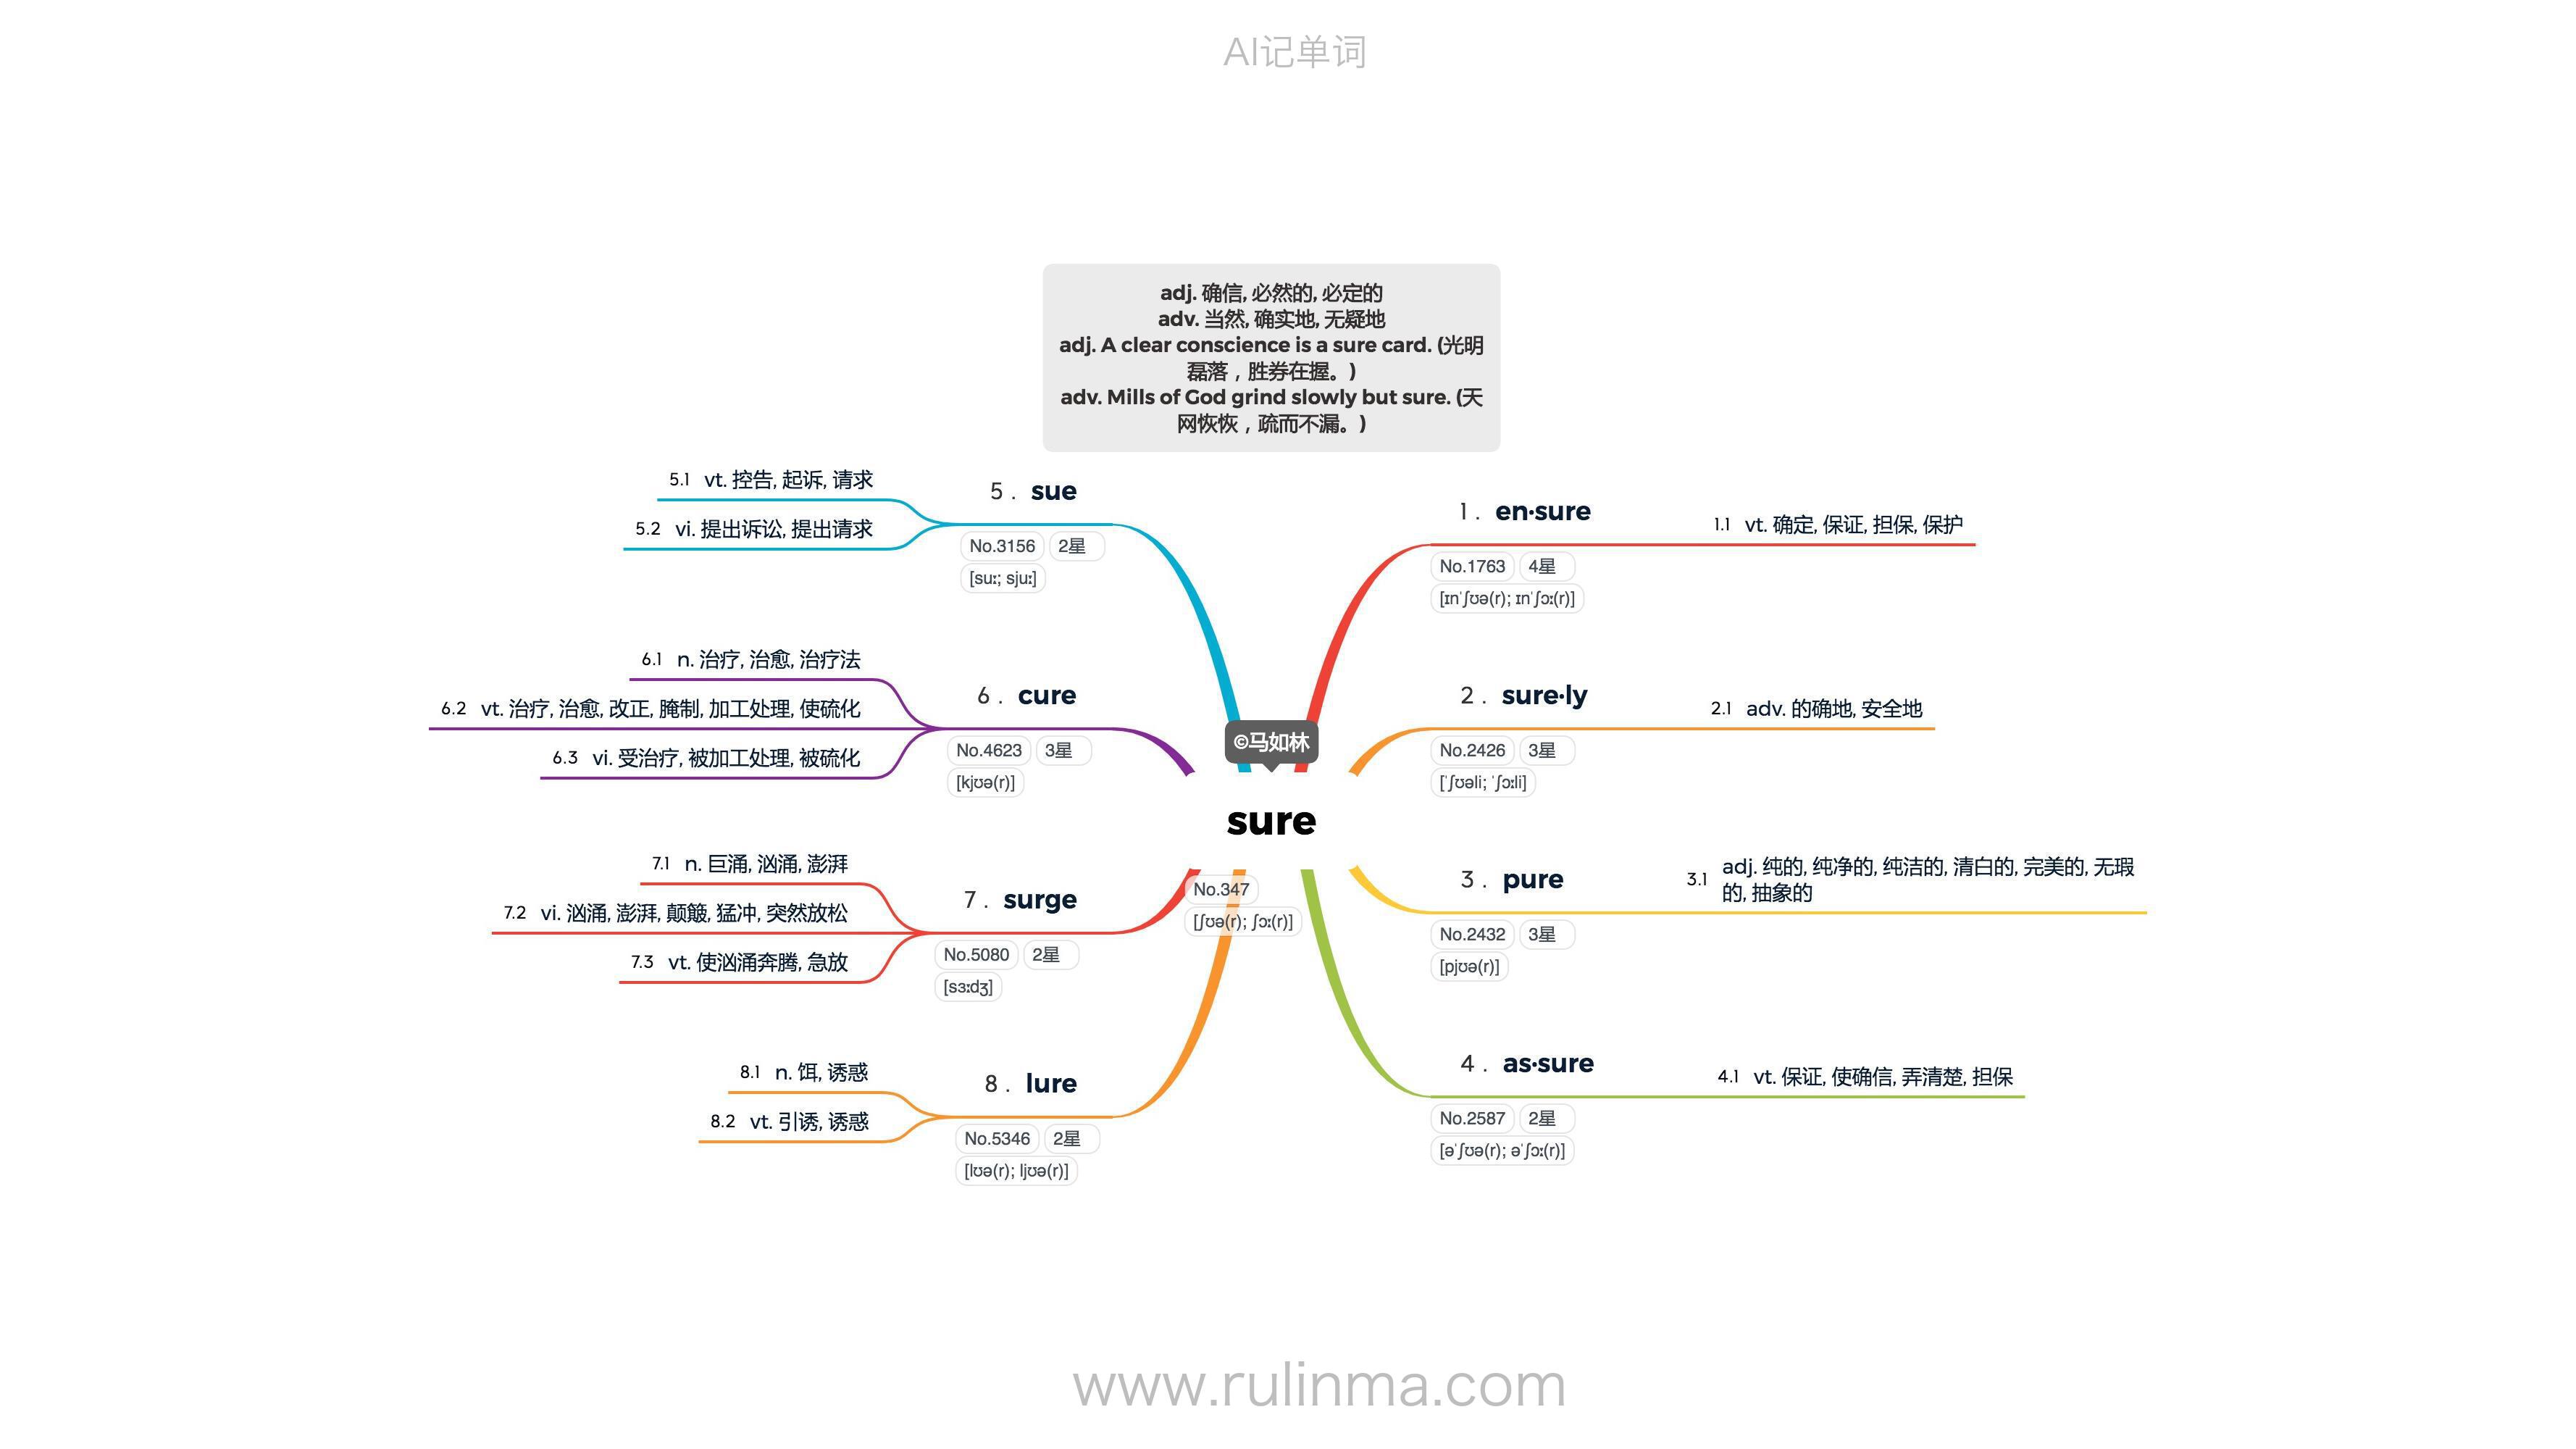 AI记单词
adj. 确信, 必然的, 必定的
adv. 当然, 确实地, 无疑地
adj. A clear conscience is a sure card. (光明
磊落，胜券在握。)
adv. Mills of God grind slowly but sure. (天
网恢恢，疏而不漏。)
©马如林
sure
No.347
[ʃʊə(r); ʃɔː(r)]
1 . en·sure
No.1763 4星
[ɪnˈʃʊə(r); ɪnˈʃɔː(r)]
1.1 vt. 确定, 保证, 担保, 保护
2 . sure·ly
No.2426 3星
[ˈʃʊəli; ˈʃɔːli]
2.1 adv. 的确地, 安全地
3 . pure
No.2432 3星
[pjʊə(r)]
3.1 adj. 纯的, 纯净的, 纯洁的, 清白的, 完美的, 无瑕
的, 抽象的
4 . as·sure
No.2587 2星
[əˈʃʊə(r); əˈʃɔː(r)]
4.1 vt. 保证, 使确信, 弄清楚, 担保
5 . sue
No.3156 2星
[suː; sjuː]
5.1 vt. 控告, 起诉, 请求
5.2 vi. 提出诉讼, 提出请求
6 . cure
No.4623 3星
[kjʊə(r)]
6.1 n. 治疗, 治愈, 治疗法
6.2 vt. 治疗, 治愈, 改正, 腌制, 加工处理, 使硫化
6.3 vi. 受治疗, 被加工处理, 被硫化
7 . surge
No.5080 2星
[sɜːdʒ]
7.1 n. 巨涌, 汹涌, 澎湃
7.2 vi. 汹涌, 澎湃, 颠簸, 猛冲, 突然放松
7.3 vt. 使汹涌奔腾, 急放
8 . lure
No.5346 2星
[lʊə(r); ljʊə(r)]
8.1 n. 饵, 诱惑
8.2 vt. 引诱, 诱惑
www.rulinma.com